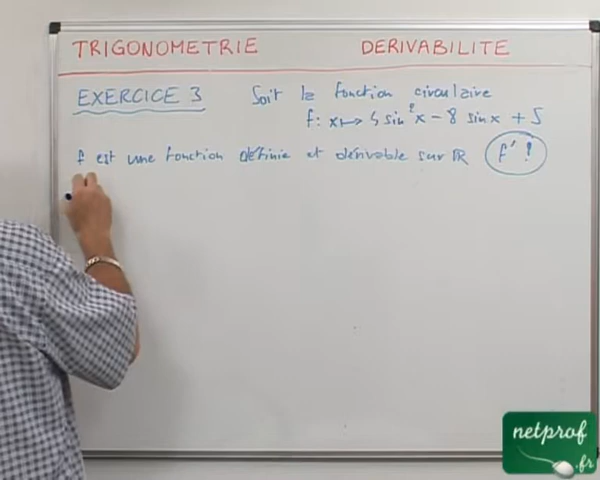 TRIGONOMETRIE DERIVABILITE
EXERCICE 3 Soit la fonction circulaire
f: x↦ 5 sin²x - 8 sin x + 5
f est une fonction définie et dérivable sur ℝ f' !
netprof
.fr